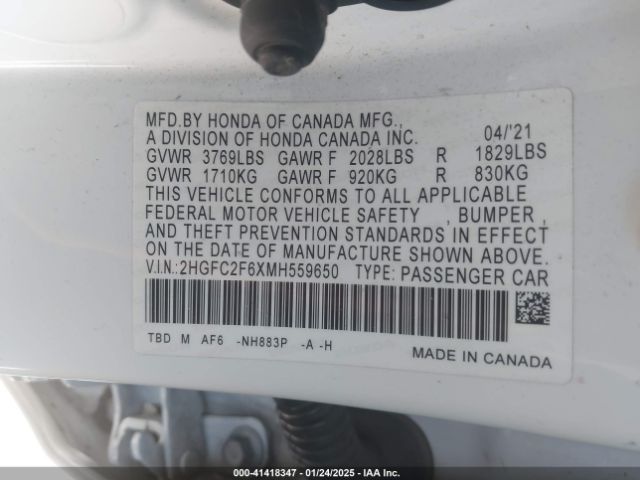 MFD.BY HONDA OF CANADA MFG.,
A DIVISION OF HONDA CANADA INC. 04/'21
GVWR 3769LBS GAWR F 2028LBS R 1829LBS
GVWR 1710KG GAWR F 920KG R 830KG
THIS VEHICLE CONFORMS TO ALL APPLICABLE
FEDERAL MOTOR VEHICLE SAFETY , BUMPER ,
AND THEFT PREVENTION STANDARDS IN EFFECT
ON THE DATE OF MANUFACTURE SHOWN ABOVE.
V.I.N.:2HGFC2F6XMH559650 TYPE: PASSENGER CAR
TBD M AF6 -NH883P -A -H
MADE IN CANADA
000-41418347 - 01/24/2025 - IAA Inc.